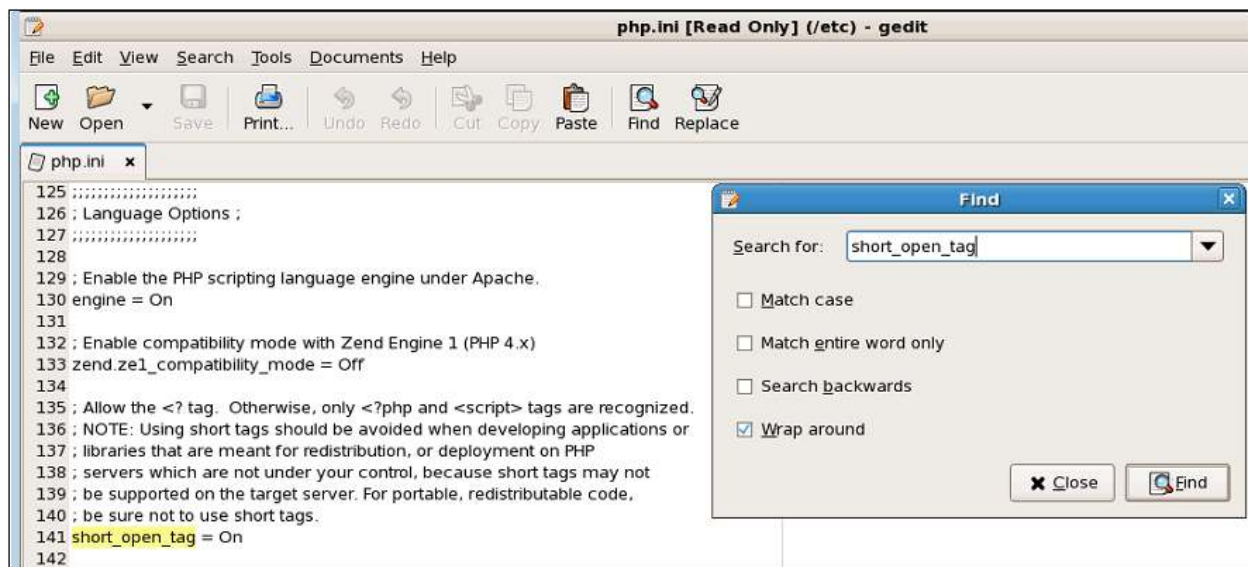 php.ini [Read Only] (/etc) - gedit
File Edit View Search Tools Documents Help
New Open Save Print... Undo Redo Cut Copy Paste Find Replace
php.ini
125 ;;;;;;;;;;;;;;;;;;;;
126 ; Language Options ;
127 ;;;;;;;;;;;;;;;;;;;;
128
129 ; Enable the PHP scripting language engine under Apache.
130 engine = On
131
132 ; Enable compatibility mode with Zend Engine 1 (PHP 4.x)
133 zend.ze1_compatibility_mode = Off
134
135 ; Allow the <? tag.  Otherwise, only <?php and <script> tags are recognized.
136 ; NOTE: Using short tags should be avoided when developing applications or
137 ; libraries that are meant for redistribution, or deployment on PHP
138 ; servers which are not under your control, because short tags may not
139 ; be supported on the target server. For portable, redistributable code,
140 ; be sure not to use short tags.
141 short_open_tag = On
142
Find
Search for: short_open_tag
Match case
Match entire word only
Search backwards
Wrap around
Close Find